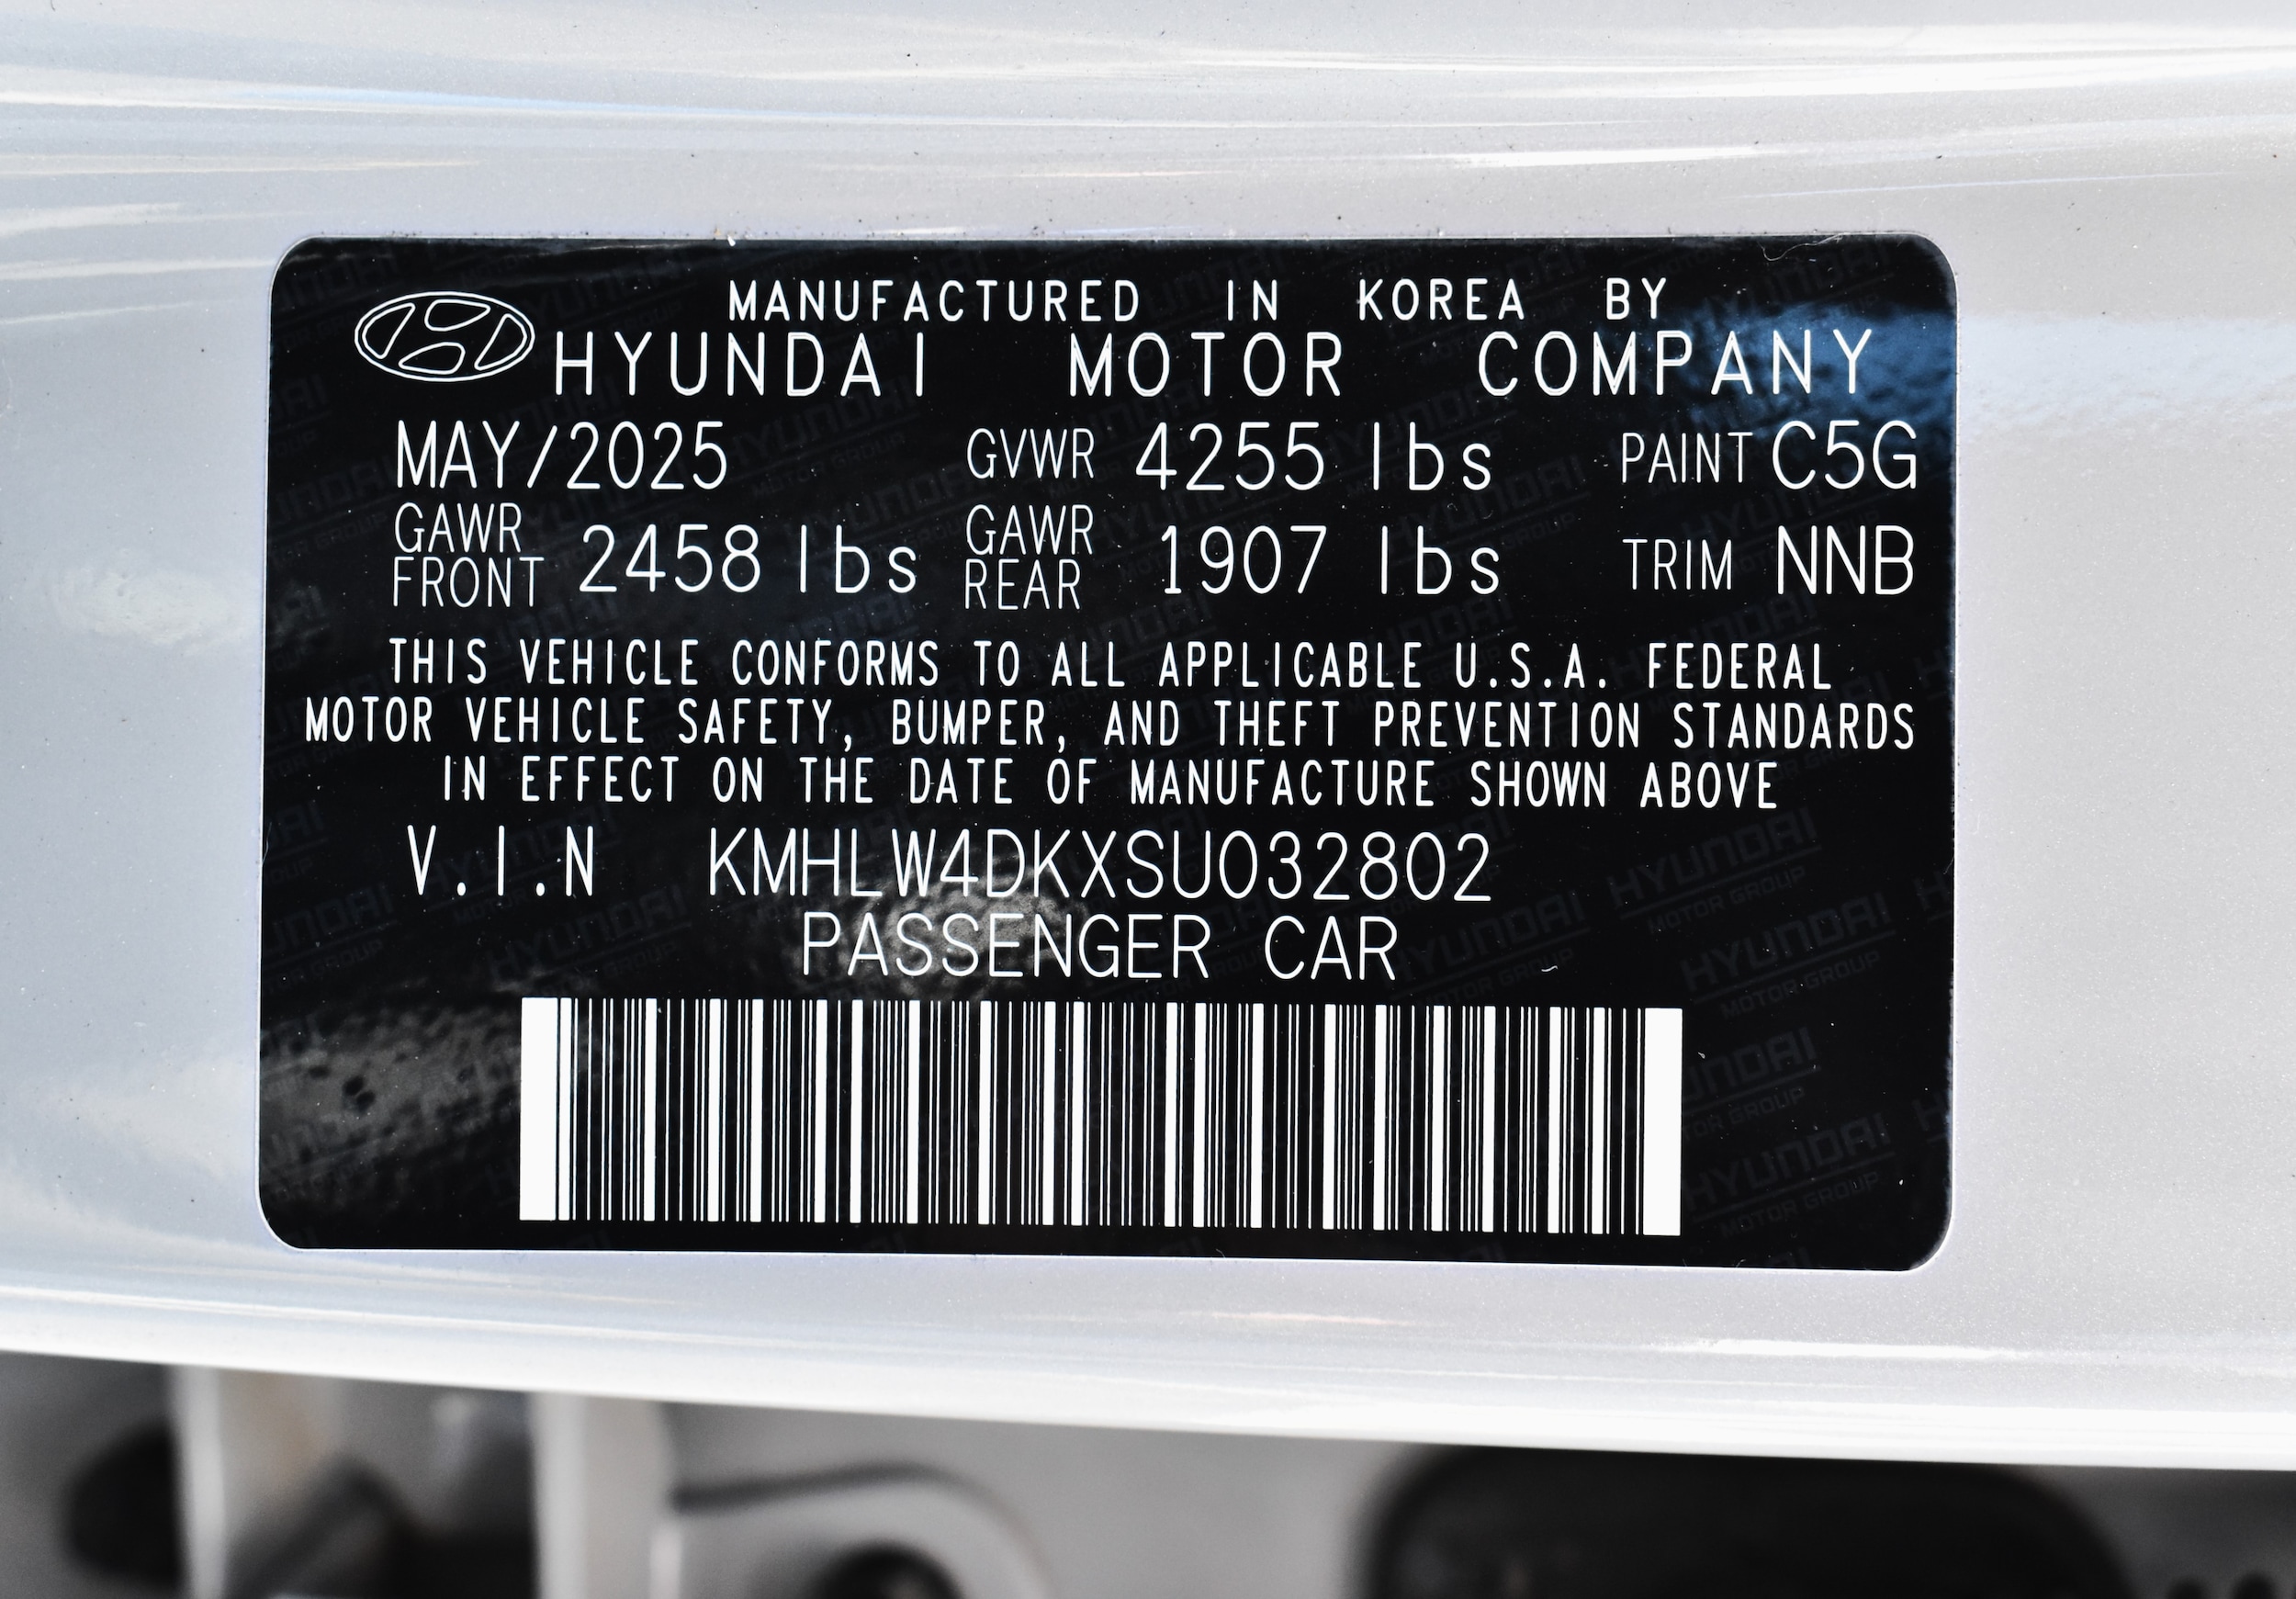 MANUFACTURED IN KOREA BY
HYUNDAI MOTOR COMPANY
MAY/2025 GVWR 4255 lbs PAINT C5G
GAWR FRONT 2458 lbs GAWR REAR 1907 lbs TRIM NNB
THIS VEHICLE CONFORMS TO ALL APPLICABLE U.S.A. FEDERAL
MOTOR VEHICLE SAFETY, BUMPER, AND THEFT PREVENTION STANDARDS
IN EFFECT ON THE DATE OF MANUFACTURE SHOWN ABOVE
V.I.N KMHLW4DKXSU032802
PASSENGER CAR